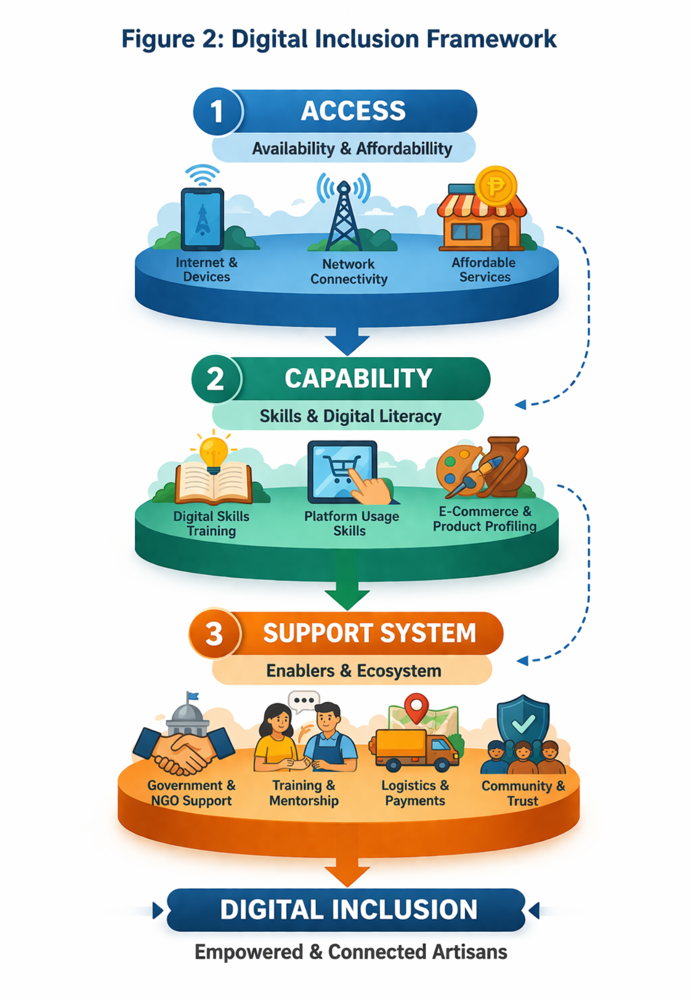 Figure 2: Digital Inclusion Framework
1
ACCESS
Availability & Affordabillity
₱
Internet &
Devices
Network
Connectivity
Affordable
Services
2
CAPABILITY
Skills & Digital Literacy
Digital Skills
Training
Platform Usage
Skills
E-Commerce &
Product Profiling
3
SUPPORT SYSTEM
Enablers & Ecosystem
Government &
NGO Support
Training &
Mentorship
Logistics &
Payments
Community &
Trust
DIGITAL INCLUSION
Empowered & Connected Artisans